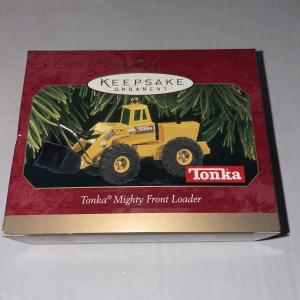 Hallmark
KEEPSAKE
ORNAMENT
TONKA
Tonka
Tonka® Mighty Front Loader